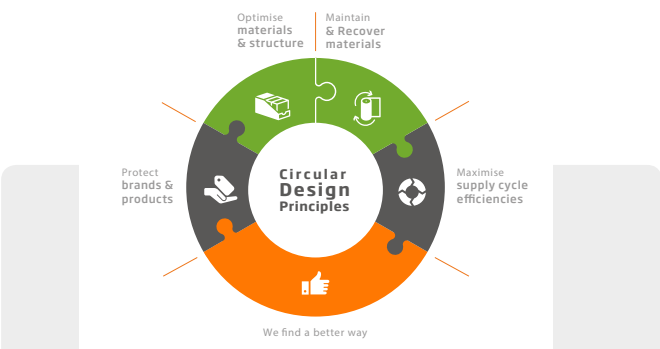 Optimise
materials
& structure
Maintain
& Recover
materials
Protect
brands &
products
Circular
Design
Principles
Maximise
supply cycle
efficiencies
We find a better way